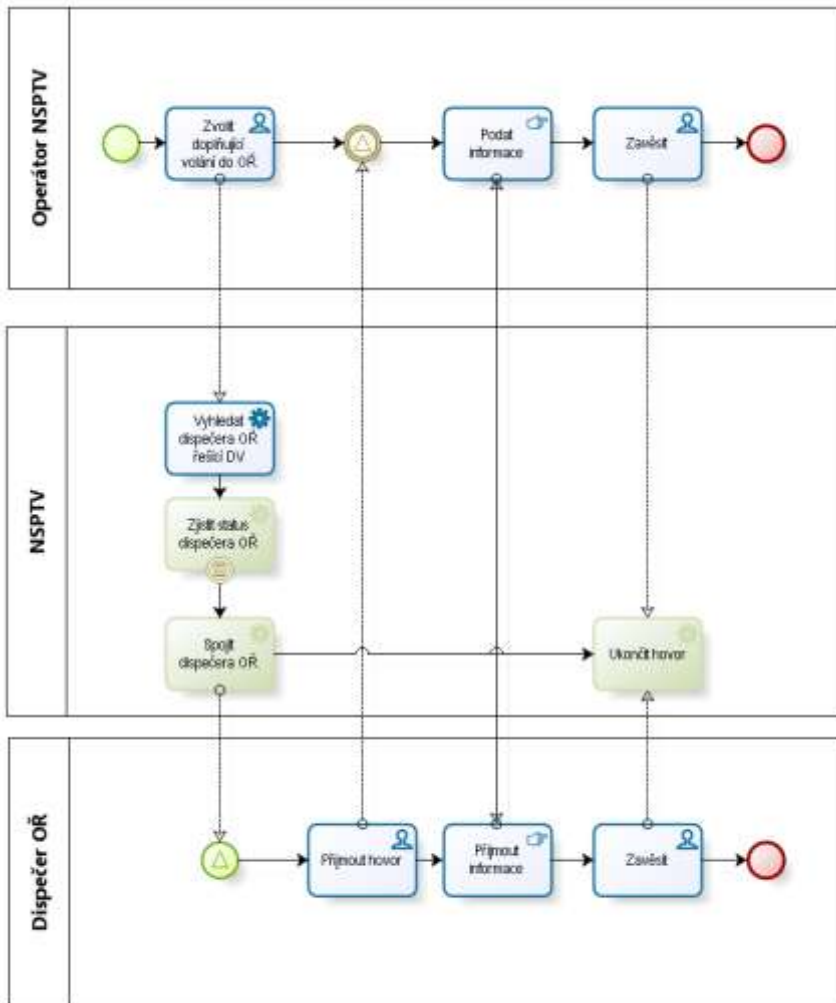 Operátor NSPTV
Zvolit
doplňující
volání do OŘ
Podat
informace
Zavěsit
NSPTV
Vyhledat
dispečera OŘ
řešící DV
Zjistit status
dispečera OŘ
Spojit
dispečera OŘ
Ukončit hovor
Dispečer OŘ
Přijmout hovor
Přijmout
informace
Zavěsit